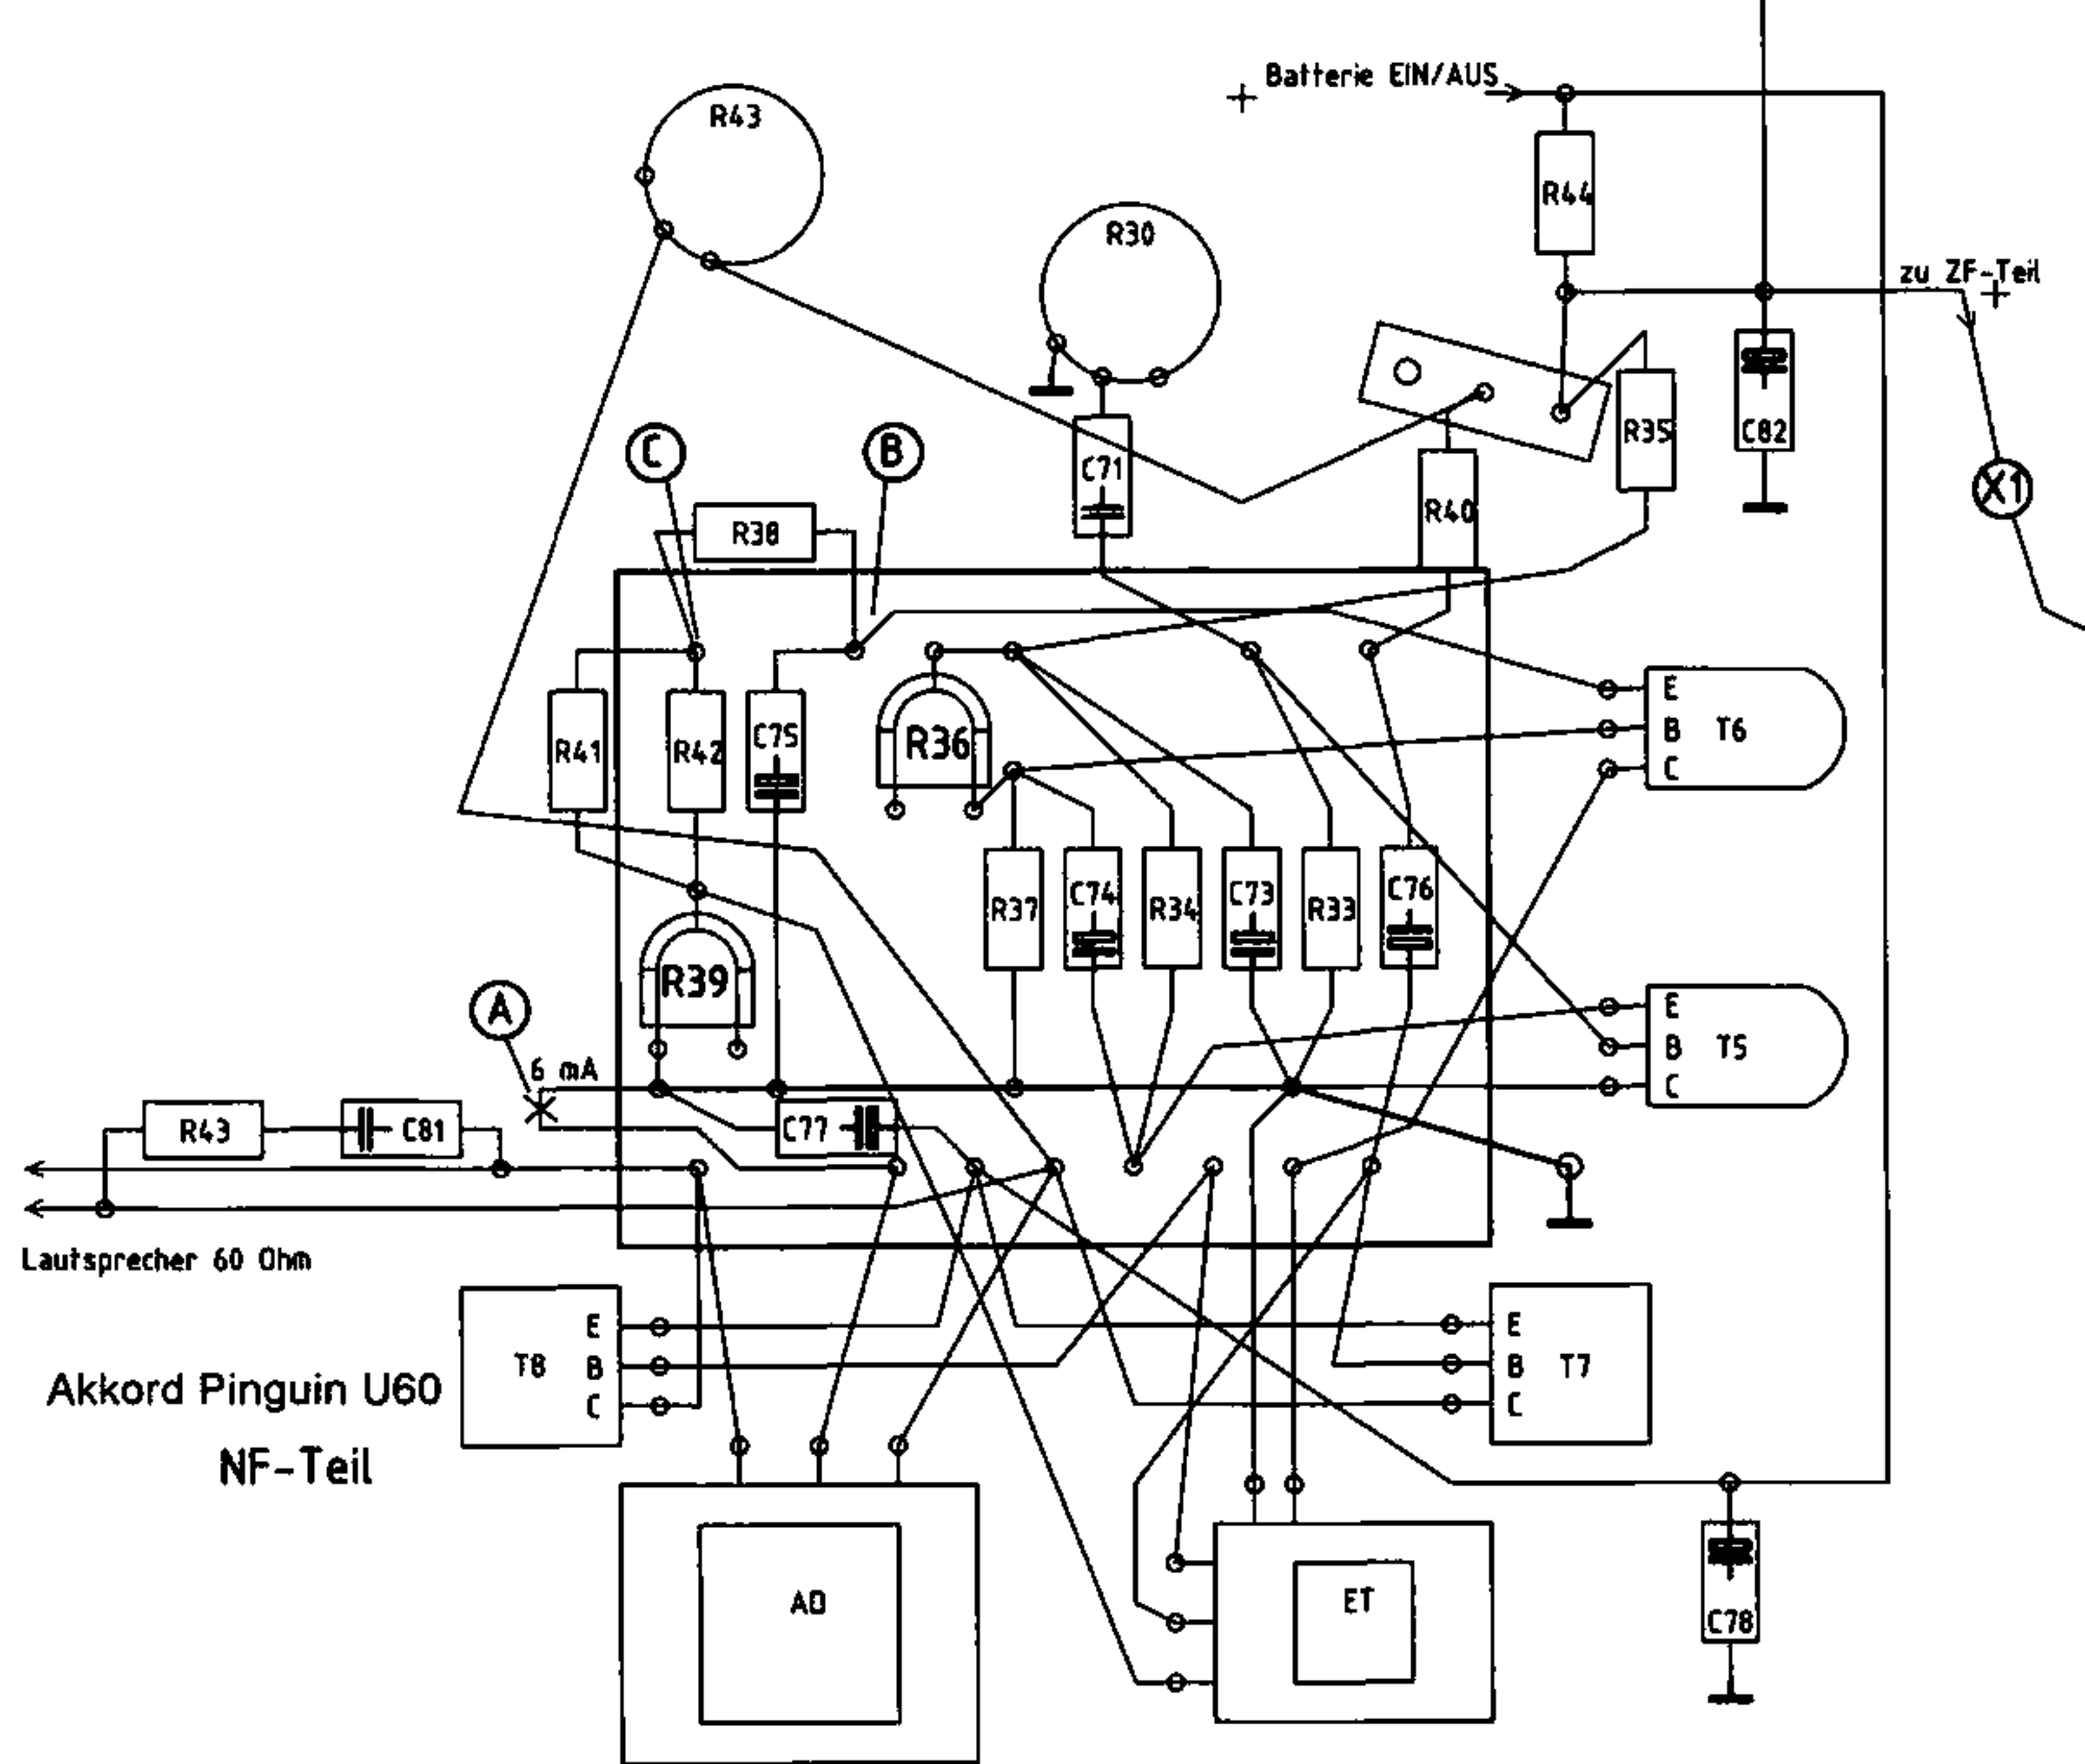 Batterie EIN/AUS
+
R43
R44
R30
zu ZF-Teil
+
C
B
C71
R35
C82
R40
X1
R38
R41
R42
C75
R36
E
B
C
T6
R37
C74
R34
C73
R33
C76
R39
A
6 mA
E
B
C
T5
R43
C81
C77
Lautsprecher 60 Ohm
T8
E
B
C
E
B
C
T7
Akkord Pinguin U60
NF-Teil
AO
ET
C78